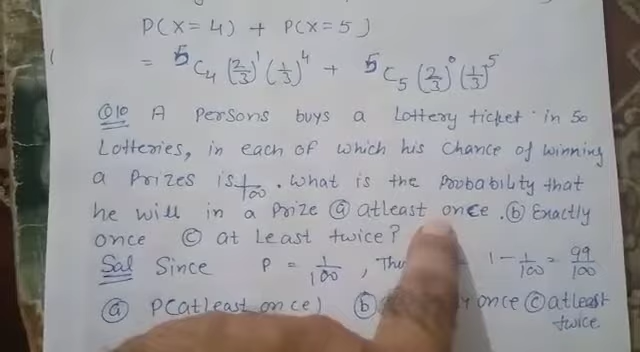 P(X=4) + P(X=5)
= ⁵C₄ (2/3)¹ (1/3)⁴ + ⁵C₅ (2/3)⁰ (1/3)⁵
Q10 A Persons buys a Lottery ticket in 50
Lotteries, in each of which his chance of winning
a Prizes is 1/100. What is the Probability that
he will in a Prize ⓐ atleast once. ⓑ Exactly
once ⓒ at Least twice?
Sol Since P = 1/100, 1 - 1/100 = 99/100
ⓐ P(atleast once) ⓑ once ⓒ atleast
twice